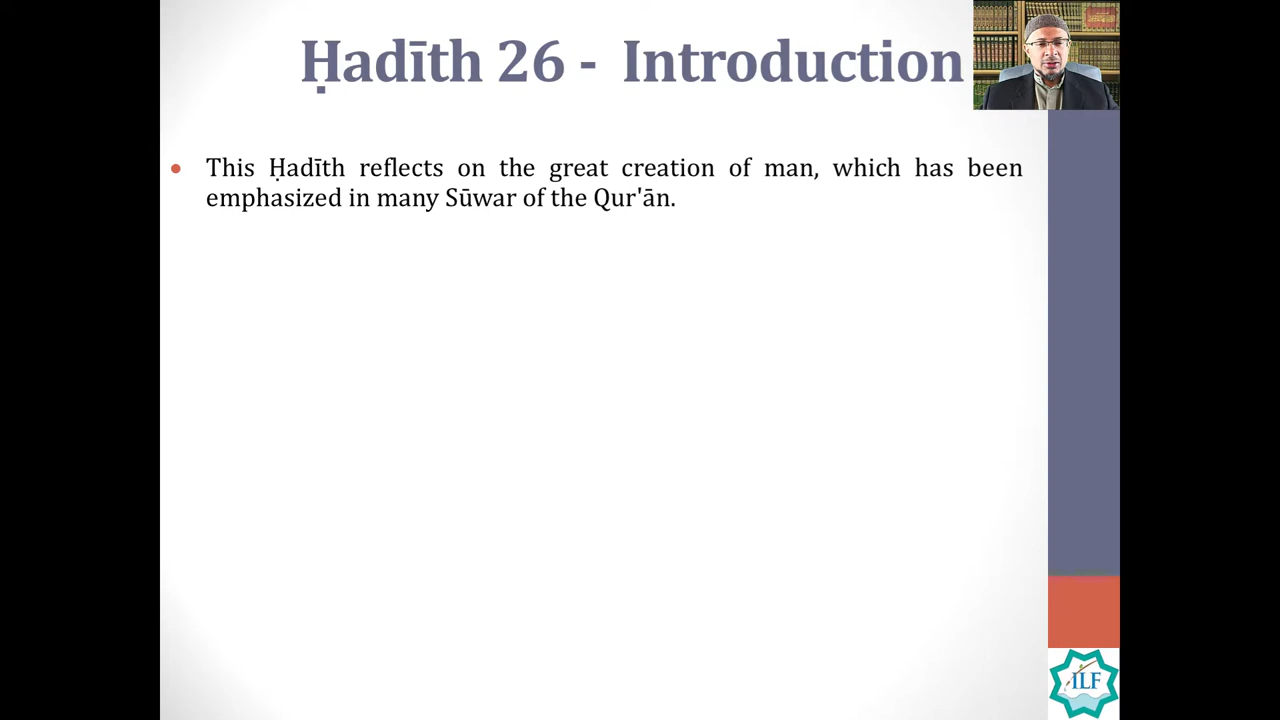 Ḥadīth 26 - Introduction
• This Ḥadīth reflects on the great creation of man, which has been
emphasized in many Sūwar of the Qur'ān.
ILF